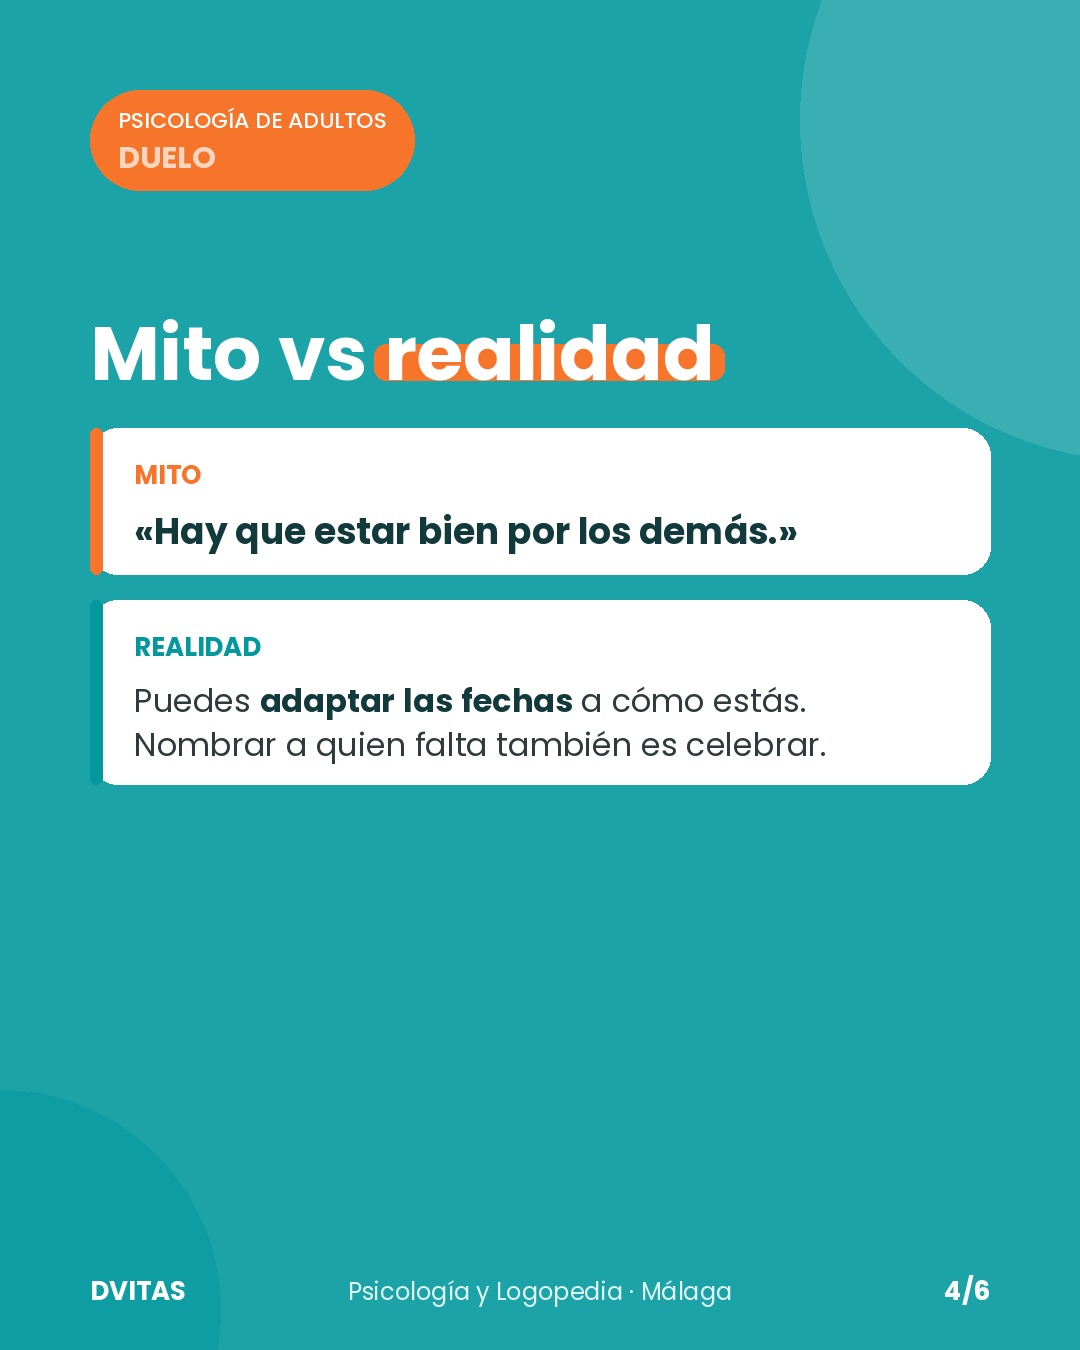 PSICOLOGÍA DE ADULTOS
DUELO
Mito vs realidad
MITO
«Hay que estar bien por los demás.»
REALIDAD
Puedes adaptar las fechas a cómo estás.
Nombrar a quien falta también es celebrar.
DVITAS
Psicología y Logopedia · Málaga
4/6